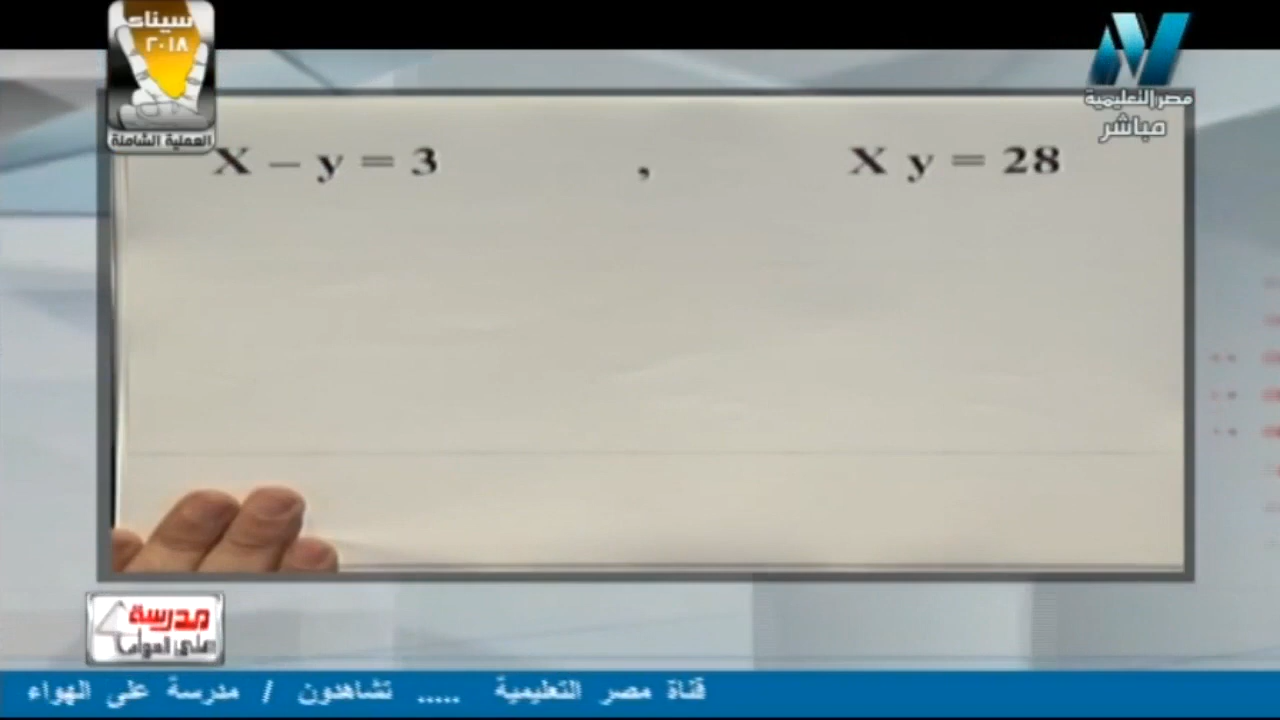 سيناء
٢٠١٨
العملية الشاملة
مصر التعليمية
مباشر
X – y = 3 , X y = 28
مدرسة
على الهواء
قناة مصر التعليمية ..... تشاهدون / مدرسة على الهواء